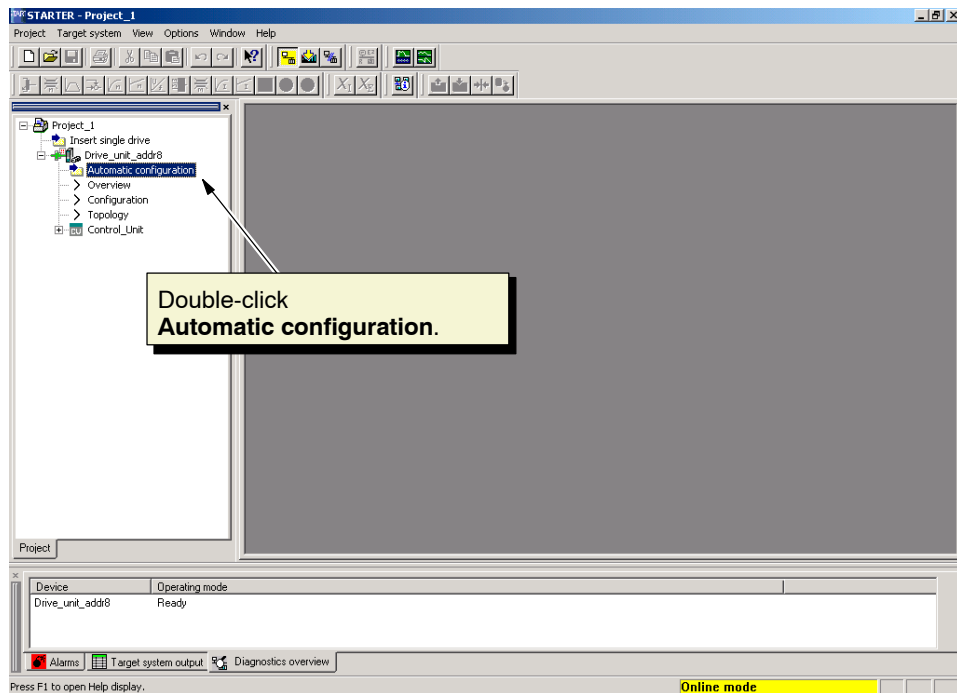 STARTER - Project_1
Project Target system View Options Window Help
Project_1
Insert single drive
Drive_unit_addr8
Automatic configuration
Overview
Configuration
Topology
Control_Unit
Double-click
Automatic configuration.
Project
Device Operating mode
Drive_unit_addr8 Ready
Alarms Target system output Diagnostics overview
Press F1 to open Help display. Online mode